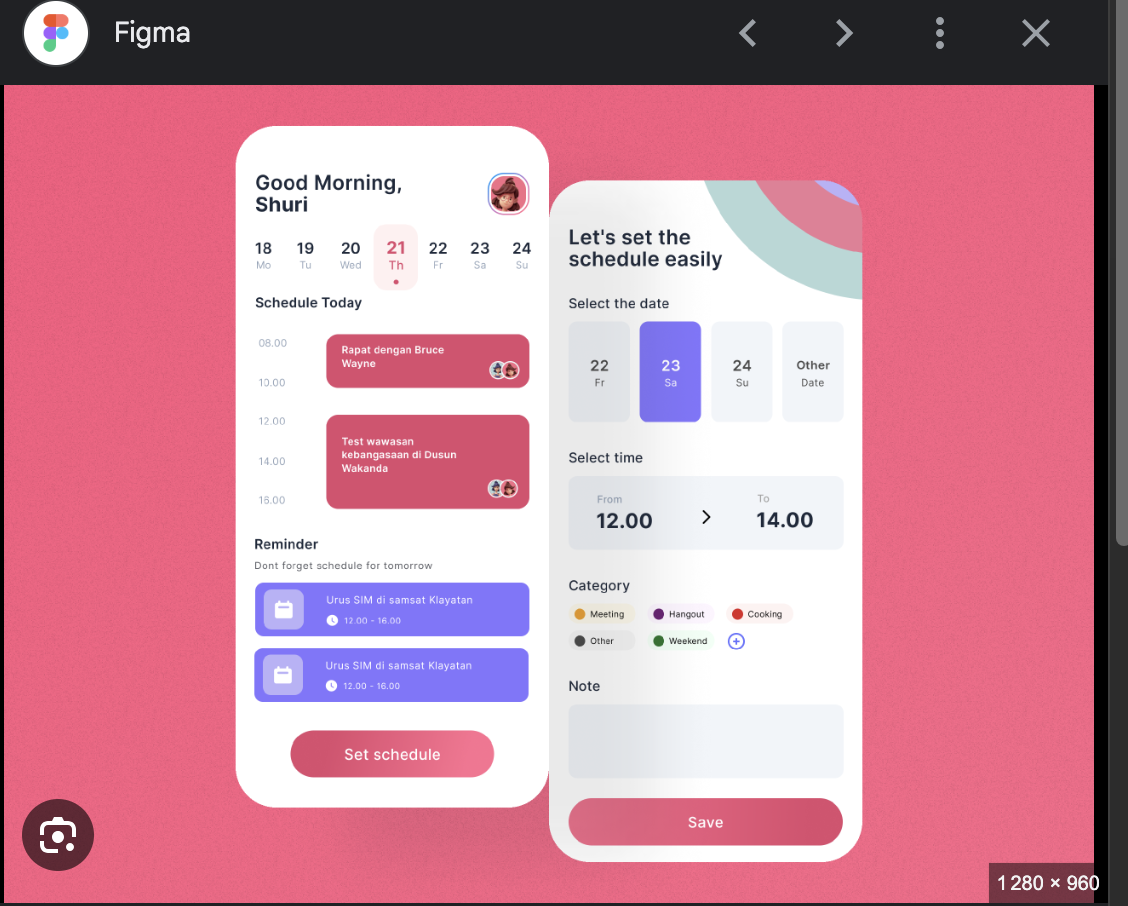 Figma
Good Morning,
Shuri
18 19 20 21 22 23 24
Mo Tu Wed Th Fr Sa Su
Schedule Today
08.00
Rapat dengan Bruce
Wayne
10.00
12.00
Test wawasan
kebangasaan di Dusun
Wakanda
14.00
16.00
Reminder
Dont forget schedule for tomorrow
Urus SIM di samsat Klayatan
12.00 - 16.00
Urus SIM di samsat Klayatan
12.00 - 16.00
Set schedule
Let's set the
schedule easily
Select the date
22 23 24 Other
Fr Sa Su Date
Select time
From To
12.00 > 14.00
Category
Meeting Hangout Cooking
Other Weekend
Note
Save
1 280 × 960